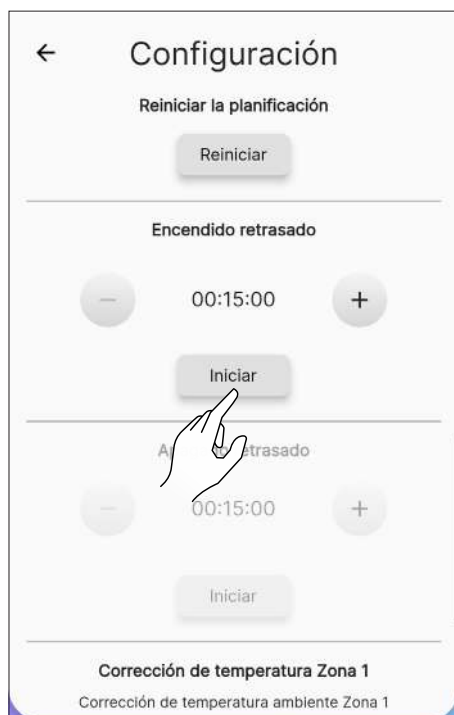 Configuración
Reiniciar la planificación
Reiniciar
Encendido retrasado
00:15:00
Iniciar
retrasado
00:15:00
Iniciar
Corrección de temperatura Zona 1
Corrección de temperatura ambiente Zona 1